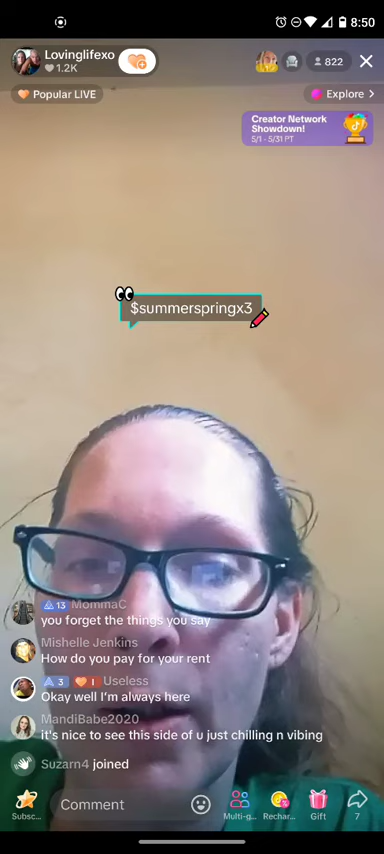 8:50
Lovinglifexo
1.2K
822
Popular LIVE
Explore
Creator Network
Showdown!
5/1 - 5/31 PT
$summerspringx3
13 MommaC
you forget the things you say
Mishelle Jenkins
How do you pay for your rent
3 1 Useless
Okay well I'm always here
MandiBabe2020
it's nice to see this side of u just chilling n vibing
Suzarn4 joined
Comment
Subsc...
Multi-g...
Rechar...
Gift
7